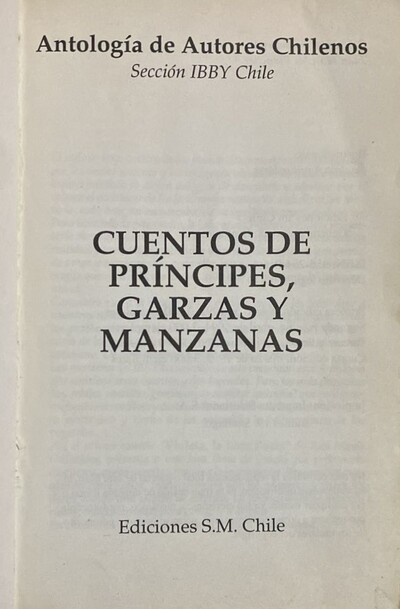 Antología de Autores Chilenos
Sección IBBY Chile
CUENTOS DE
PRÍNCIPES,
GARZAS Y
MANZANAS
Ediciones S.M. Chile